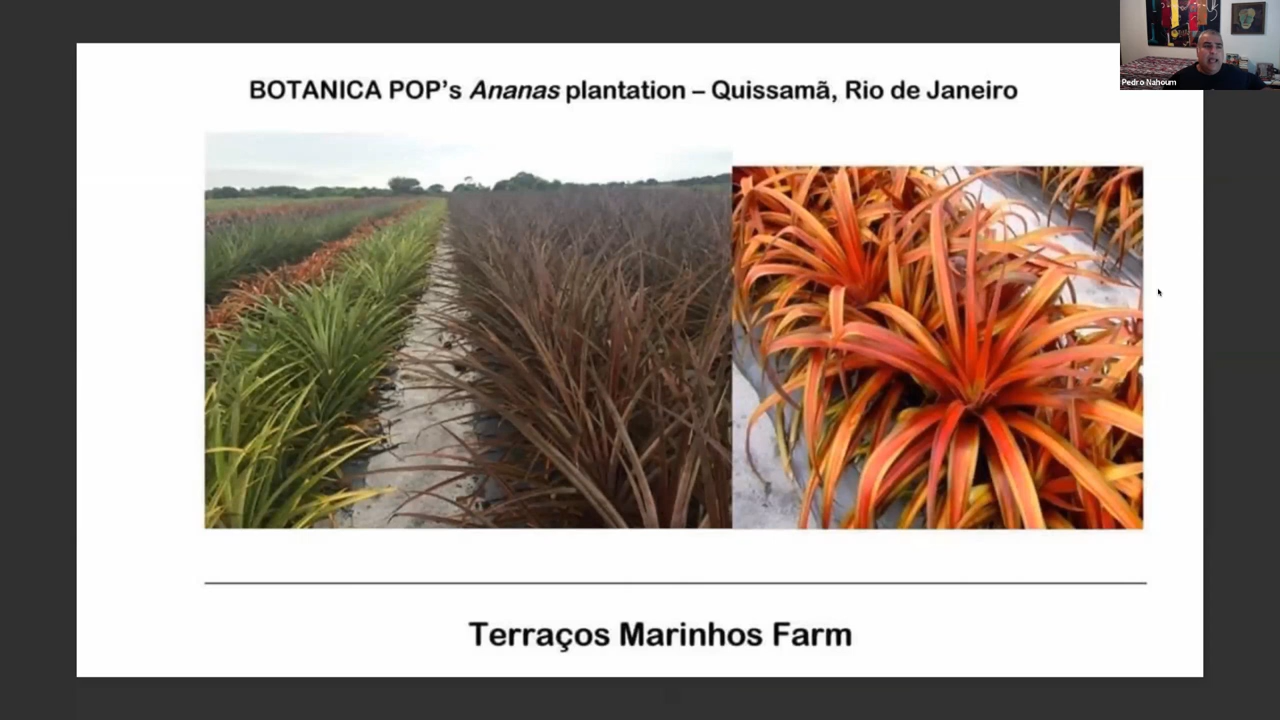 BOTANICA POP's Ananas plantation – Quissamã, Rio de Janeiro
Pedro Nahoum
Terraços Marinhos Farm